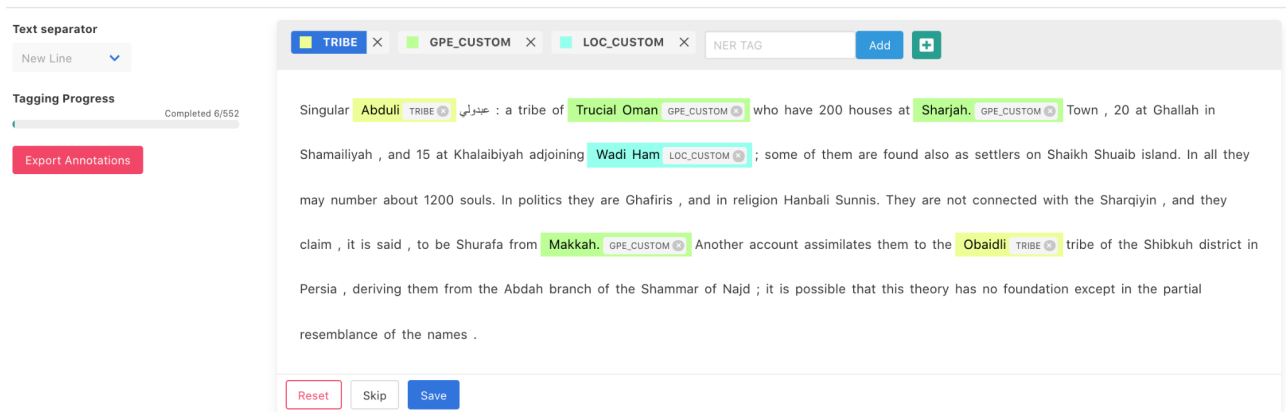 Text separator
New Line
Tagging Progress
Completed 6/552
Export Annotations
TRIBE × GPE_CUSTOM × LOC_CUSTOM × NER TAG Add
Singular Abduli TRIBE عبدولي : a tribe of Trucial Oman GPE_CUSTOM who have 200 houses at Sharjah. GPE_CUSTOM Town , 20 at Ghallah in
Shamailiyah , and 15 at Khalaibiyah adjoining Wadi Ham LOC_CUSTOM ; some of them are found also as settlers on Shaikh Shuaib island. In all they
may number about 1200 souls. In politics they are Ghafiris , and in religion Hanbali Sunnis. They are not connected with the Sharqiyin , and they
claim , it is said , to be Shurafa from Makkah. GPE_CUSTOM Another account assimilates them to the Obaidli TRIBE tribe of the Shibkuh district in
Persia , deriving them from the Abdah branch of the Shammar of Najd ; it is possible that this theory has no foundation except in the partial
resemblance of the names .
Reset Skip Save